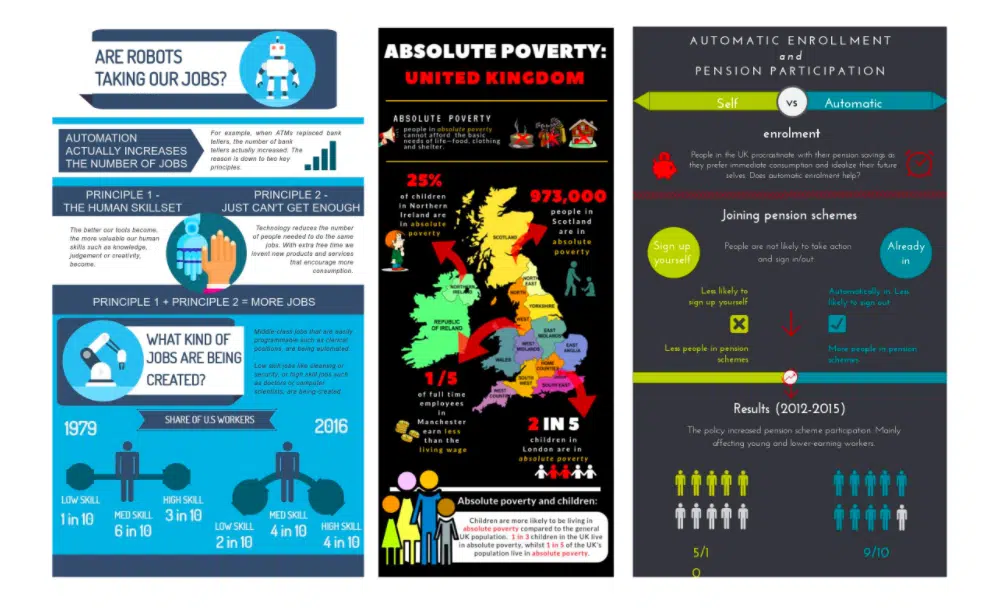 ARE ROBOTS
TAKING OUR JOBS?
AUTOMATION
ACTUALLY INCREASES
THE NUMBER OF JOBS
For example, when ATMs replaced bank
tellers, the number of bank
tellers actually increased. The
reason is down to two key
principles.
PRINCIPLE 1 -
THE HUMAN SKILLSET
PRINCIPLE 2 -
JUST CAN'T GET ENOUGH
The better our tools become,
the more valuable our human
skills such as knowledge,
judgement or creativity,
become.
Technology reduces the number
of people needed to do the same
jobs. With extra free time we
invent new products and services
that encourage more
consumption.
PRINCIPLE 1 + PRINCIPLE 2 = MORE JOBS
WHAT KIND OF
JOBS ARE BEING
CREATED?
Middle-class jobs that are easily
programmable such as clerical
positions, are being automated.
Low skill jobs like cleaning or
security, or high skill jobs such
as doctors or computer
scientists, are being created.
SHARE OF U.S WORKERS
1979
2016
LOW SKILL
1 in 10
MED SKILL
6 in 10
HIGH SKILL
3 in 10
LOW SKILL
2 in 10
MED SKILL
4 in 10
HIGH SKILL
4 in 10
ABSOLUTE POVERTY:
UNITED KINGDOM
ABSOLUTE POVERTY
people in absolute poverty
cannot afford the basic
needs of life—food, clothing
and shelter.
25%
of children
in Northern
Ireland are
in absolute
poverty
973,000
people in
Scotland
are in
absolute
poverty
SCOTLAND
NORTHERN
IRELAND
NORTH
EAST
NORTH
WEST
YORKSHIRE
REPUBLIC
OF IRELAND
EAST
MIDLANDS
WEST
MIDLANDS
EAST
ANGLIA
WALES
HOME
COUNTIES
SOUTH
WEST
SOUTH EAST
WEST
COUNTRY
1/5
of full time
employees
in
Manchester
earn less
than the
living wage
2 IN 5
children in
London are in
absolute poverty
Absolute poverty and children:
Children are more likely to be living in
absolute poverty compared to the general
UK population. 1 in 3 children in the UK live
in absolute poverty, whilst 1 in 5 of the UK's
population live in absolute poverty.
AUTOMATIC ENROLLMENT
and
PENSION PARTICIPATION
Self
vs
Automatic
enrolment
People in the UK procrastinate with their pension savings as
they prefer immediate consumption and idealize their future
selves. Does automatic enrolment help?
Joining pension schemes
Sign up
yourself
People are not likely to take action
and sign in/out
Already
in
Less likely to
sign up yourself
Automatically in. Less
likely to sign out
Less people in pension
schemes
More people in pension
schemes
Results (2012-2015)
The policy increased pension scheme participation. Mainly
affecting young and lower-earning workers.
5/1
0
9/10